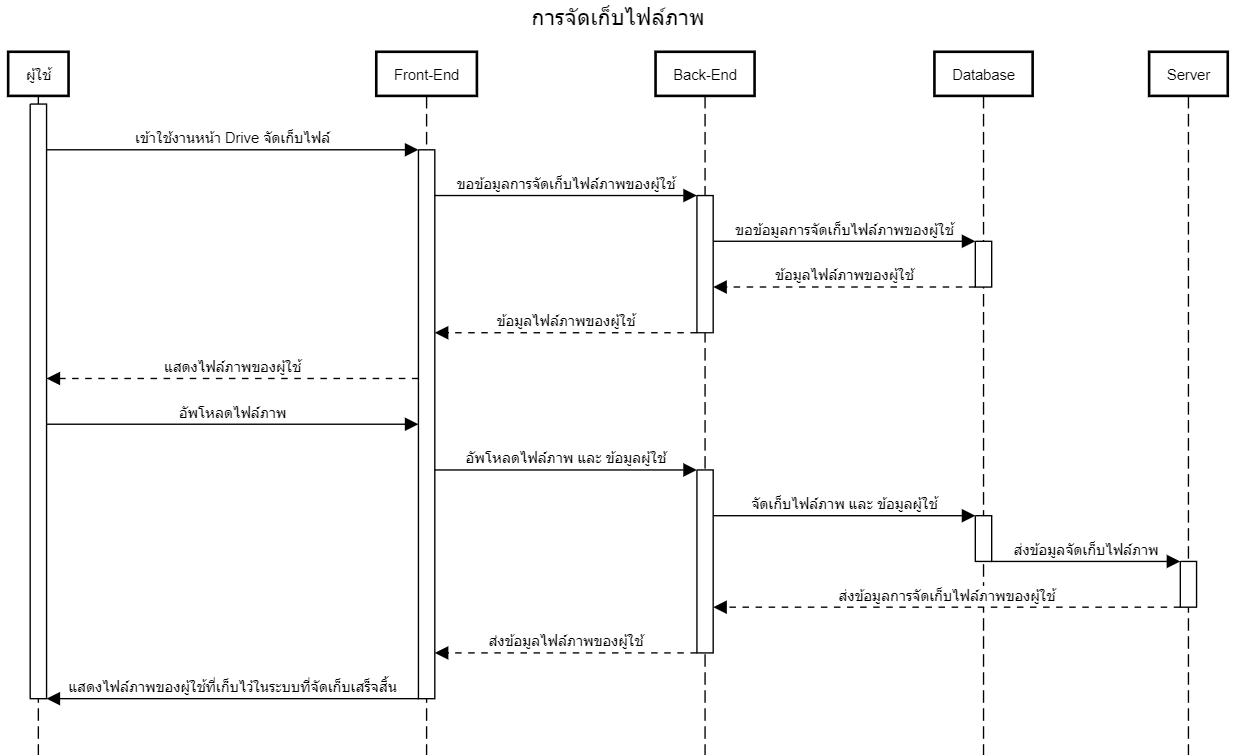 การจัดเก็บไฟล์ภาพ
ผู้ใช้
Front-End
Back-End
Database
Server
เข้าใช้งานหน้า Drive จัดเก็บไฟล์
ขอข้อมูลการจัดเก็บไฟล์ภาพของผู้ใช้
ขอข้อมูลการจัดเก็บไฟล์ภาพของผู้ใช้
ข้อมูลไฟล์ภาพของผู้ใช้
ข้อมูลไฟล์ภาพของผู้ใช้
แสดงไฟล์ภาพของผู้ใช้
อัพโหลดไฟล์ภาพ
อัพโหลดไฟล์ภาพ และ ข้อมูลผู้ใช้
จัดเก็บไฟล์ภาพ และ ข้อมูลผู้ใช้
ส่งข้อมูลจัดเก็บไฟล์ภาพ
ส่งข้อมูลการจัดเก็บไฟล์ภาพของผู้ใช้
ส่งข้อมูลไฟล์ภาพของผู้ใช้
แสดงไฟล์ภาพของผู้ใช้ที่เก็บไว้ในระบบที่จัดเก็บเสร็จสิ้น